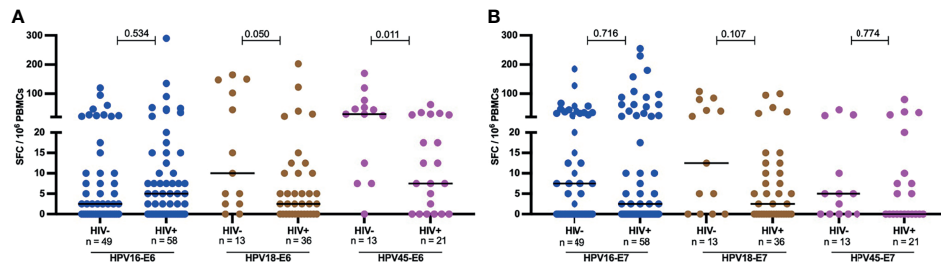 A
SFC / 10⁶ PBMCs
300
200
100
20
15
10
5
0
0.534
0.050
0.011
HIV- HIV+ HIV- HIV+ HIV- HIV+
n = 49 n = 58 n = 13 n = 36 n = 13 n = 21
HPV16-E6 HPV18-E6 HPV45-E6
B
SFC / 10⁶ PBMCs
300
200
100
20
15
10
5
0
0.716
0.107
0.774
HIV- HIV+ HIV- HIV+ HIV- HIV+
n = 49 n = 58 n = 13 n = 36 n = 13 n = 21
HPV16-E7 HPV18-E7 HPV45-E7